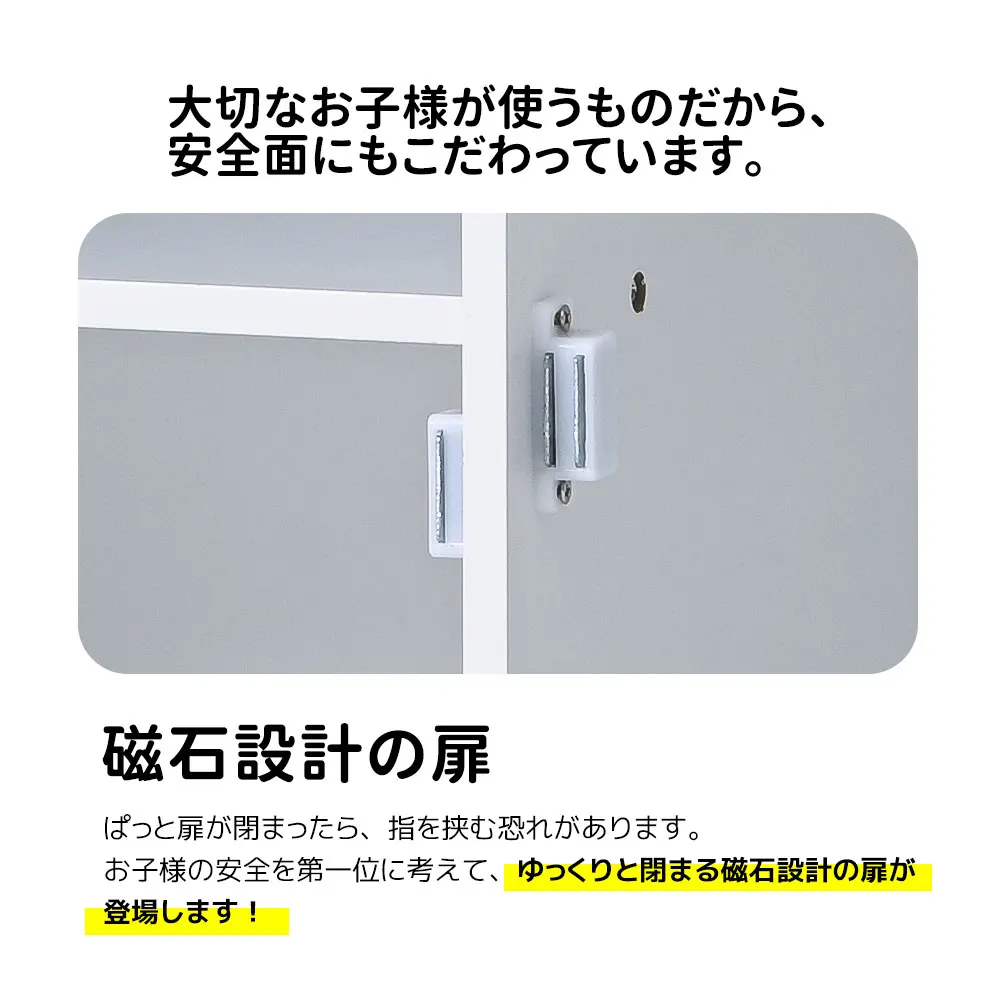 大切なお子様が使うものだから、
安全面にもこだわっています。
磁石設計の扉
ぱっと扉が閉まったら、指を挟む恐れがあります。
お子様の安全を第一位に考えて、ゆっくりと閉まる磁石設計の扉が
登場します！